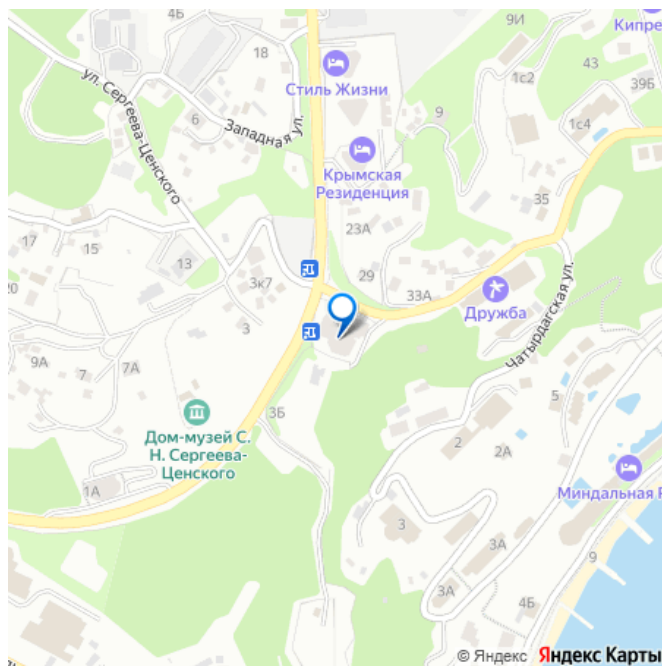 4Б
9И
Кипре
18
Стиль Жизни
1с2
43
39Б
ул. Сергеева-Ценского
6
Западная ул.
9
1с4
Крымская
Резиденция
35
17
15
23А
13
20
3к7
29
33А
Дружба
3
Чатырдагская ул.
9А
7
7А
3Б
5
Дом-музей С.
Н. Сергеева-
Ценского
2
2А
1А
Миндальная Р
3
3А
9
3А
4Б
© Яндекс Яндекс Карты